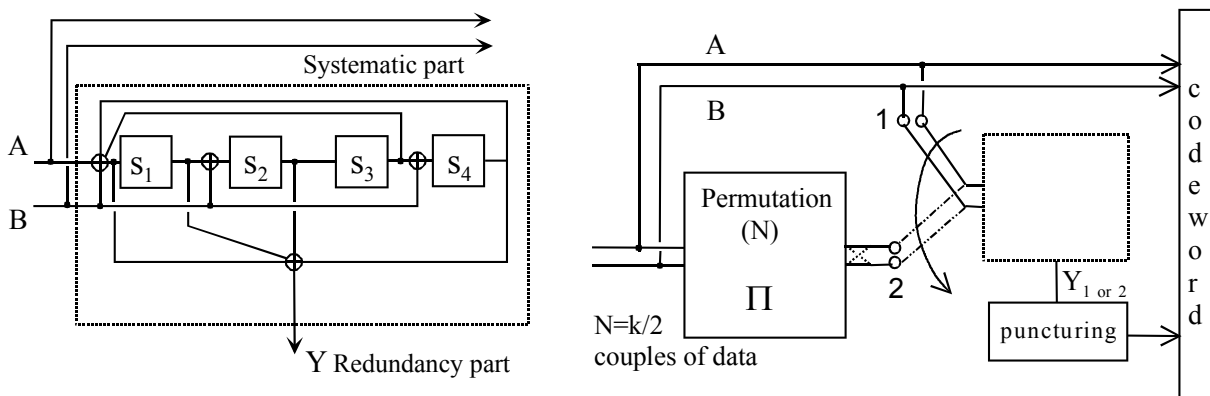 Systematic part
A
B
S1
S2
S3
S4
Y Redundancy part
A
B
1
2
Permutation
(N)
Π
N=k/2
couples of data
Y1 or 2
puncturing
codeword